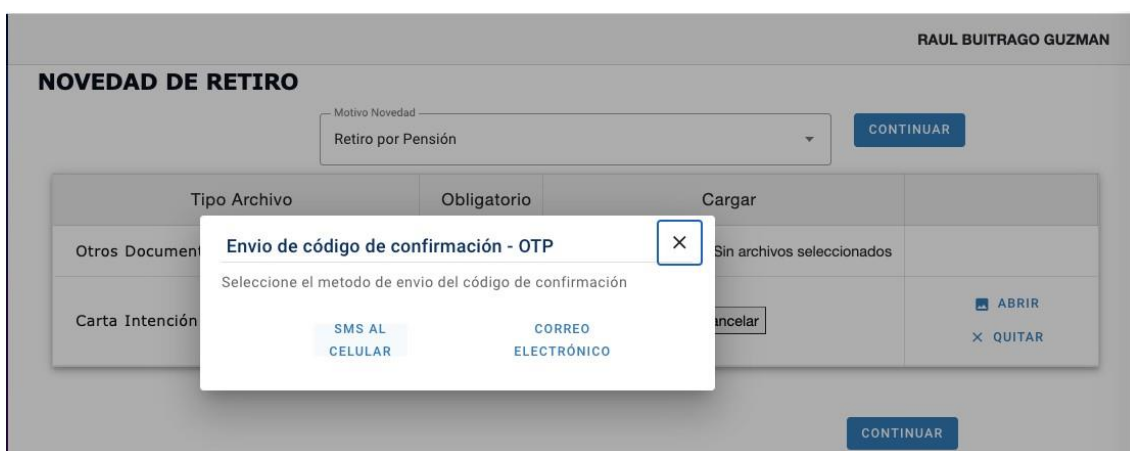 RAUL BUITRAGO GUZMAN
NOVEDAD DE RETIRO
Motivo Novedad
Retiro por Pensión
CONTINUAR
Tipo Archivo Obligatorio Cargar
Otros Document Sin archivos seleccionados
Envio de código de confirmación - OTP
Seleccione el metodo de envio del código de confirmación
Carta Intención ancelar
ABRIR
QUITAR
SMS AL
CELULAR
CORREO
ELECTRÓNICO
CONTINUAR